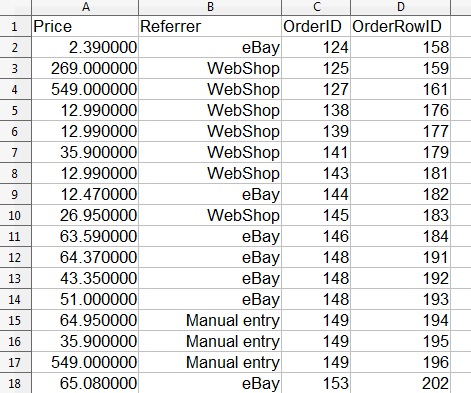 A B C D
1 Price Referrer OrderID OrderRowID
2 2.390000 eBay 124 158
3 269.000000 WebShop 125 159
4 549.000000 WebShop 127 161
5 12.990000 WebShop 138 176
6 12.990000 WebShop 139 177
7 35.900000 WebShop 141 179
8 12.990000 WebShop 143 181
9 12.470000 eBay 144 182
10 26.950000 WebShop 145 183
11 63.590000 eBay 146 184
12 64.370000 eBay 148 191
13 43.350000 eBay 148 192
14 51.000000 eBay 148 193
15 64.950000 Manual entry 149 194
16 35.900000 Manual entry 149 195
17 549.000000 Manual entry 149 196
18 65.080000 eBay 153 202